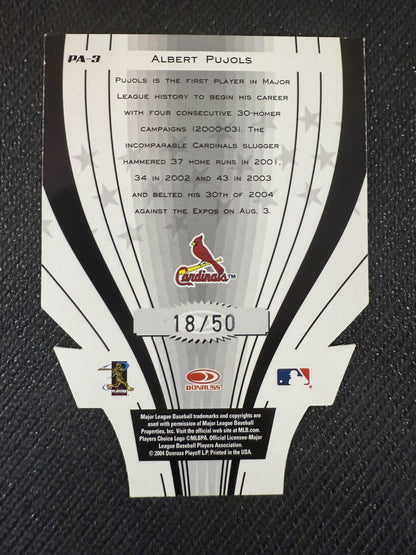 PA-3 ALBERT PUJOLS
PUJOLS IS THE FIRST PLAYER IN MAJOR
LEAGUE HISTORY TO BEGIN HIS CAREER
WITH FOUR CONSECUTIVE 30-HOMER
CAMPAIGNS (2000-03). THE
INCOMPARABLE CARDINALS SLUGGER
HAMMERED 37 HOME RUNS IN 2001,
34 IN 2002 AND 43 IN 2003
AND BELTED HIS 30TH OF 2004
AGAINST THE EXPOS ON AUG. 3.
Cardinals™
18/50
PLAYERS
DONRUSS
Major League Baseball trademarks and copyrights are
used with permission of Major League Baseball
Properties, Inc. Visit the official web site at MLB.com.
Players Choice Logo ©MLBPA. Official Licensee-Major
League Baseball Players Association.
© 2004 Donruss Playoff L.P. Printed in the USA.